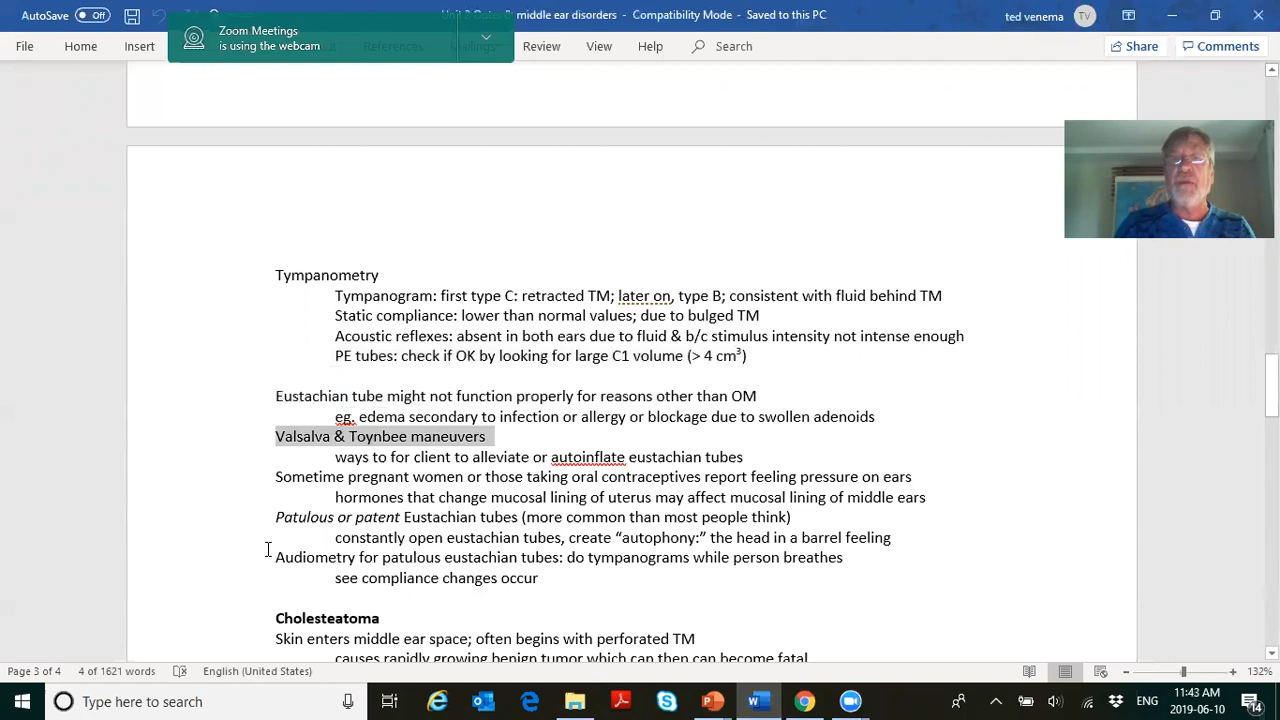 AutoSave Off
Unit 2 Outer & middle ear disorders - Compatibility Mode - Saved to this PC
ted venema TV
Zoom Meetings
is using the webcam
File Home Insert References Mailings Review View Help Search Share Comments
Tympanometry
Tympanogram: first type C: retracted TM; later on, type B; consistent with fluid behind TM
Static compliance: lower than normal values; due to bulged TM
Acoustic reflexes: absent in both ears due to fluid & b/c stimulus intensity not intense enough
PE tubes: check if OK by looking for large C1 volume (> 4 cm³)
Eustachian tube might not function properly for reasons other than OM
eg. edema secondary to infection or allergy or blockage due to swollen adenoids
Valsalva & Toynbee maneuvers
ways to for client to alleviate or autoinflate eustachian tubes
Sometime pregnant women or those taking oral contraceptives report feeling pressure on ears
hormones that change mucosal lining of uterus may affect mucosal lining of middle ears
Patulous or patent Eustachian tubes (more common than most people think)
constantly open eustachian tubes, create “autophony:” the head in a barrel feeling
Audiometry for patulous eustachian tubes: do tympanograms while person breathes
see compliance changes occur
Cholesteatoma
Skin enters middle ear space; often begins with perforated TM
causes rapidly growing benign tumor which can then can become fatal
Page 3 of 4 4 of 1621 words English (United States) 132%
Type here to search ENG 11:43 AM
2019-06-10 14